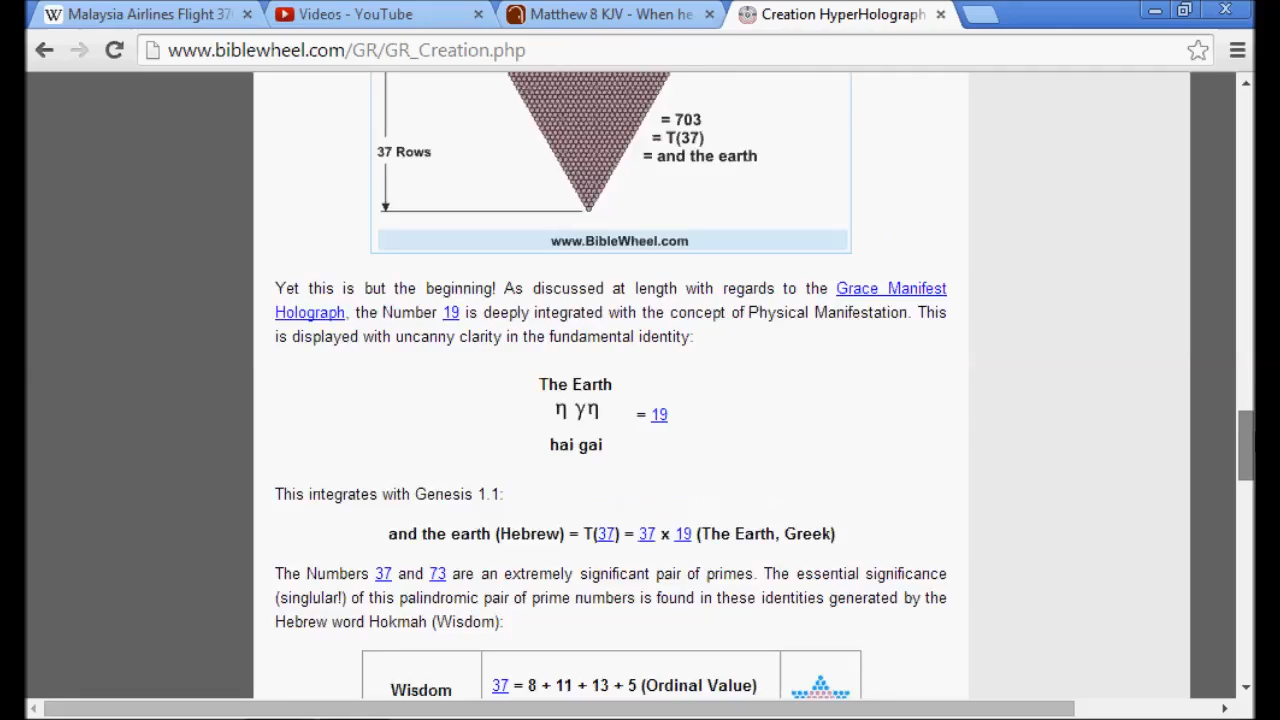 Malaysia Airlines Flight 37
Videos - YouTube
Matthew 8 KJV - When he
Creation HyperHolograph
www.biblewheel.com/GR/GR_Creation.php
= 703
= T(37)
= and the earth
37 Rows
www.BibleWheel.com
Yet this is but the beginning! As discussed at length with regards to the Grace Manifest
Holograph, the Number 19 is deeply integrated with the concept of Physical Manifestation. This
is displayed with uncanny clarity in the fundamental identity:
The Earth
η γη = 19
hai gai
This integrates with Genesis 1.1:
and the earth (Hebrew) = T(37) = 37 x 19 (The Earth, Greek)
The Numbers 37 and 73 are an extremely significant pair of primes. The essential significance
(singlular!) of this palindromic pair of prime numbers is found in these identities generated by the
Hebrew word Hokmah (Wisdom):
Wisdom
37 = 8 + 11 + 13 + 5 (Ordinal Value)